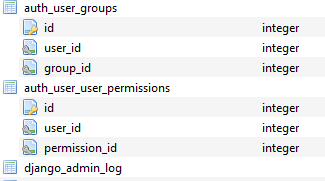 auth_user_groups
id integer
user_id integer
group_id integer
auth_user_user_permissions
id integer
user_id integer
permission_id integer
django_admin_log